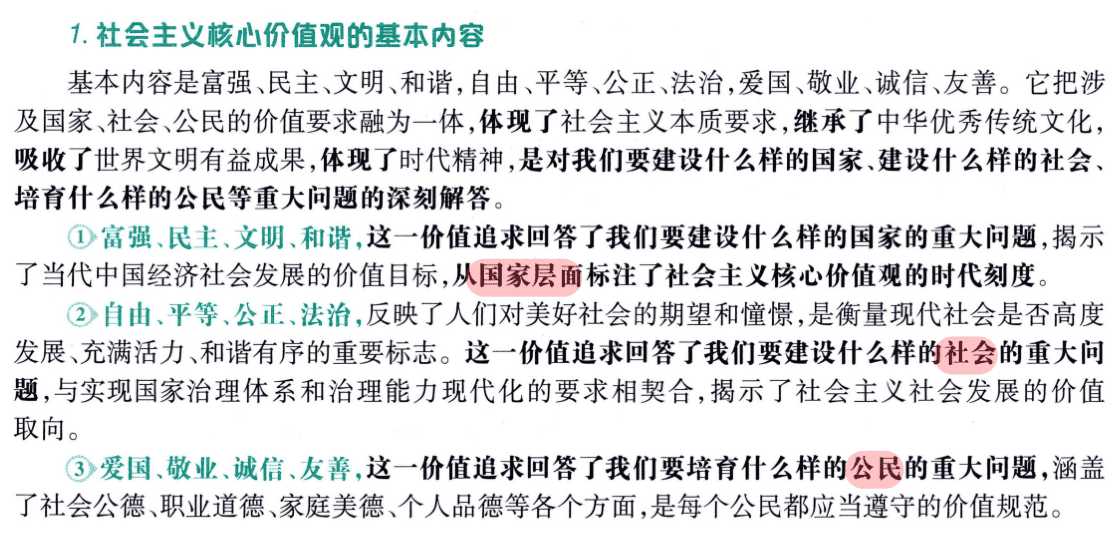 1. 社会主义核心价值观的基本内容
基本内容是富强、民主、文明、和谐,自由、平等、公正、法治,爱国、敬业、诚信、友善。它把涉
及国家、社会、公民的价值要求融为一体,体现了社会主义本质要求,继承了中华优秀传统文化,
吸收了世界文明有益成果,体现了时代精神,是对我们要建设什么样的国家、建设什么样的社会、
培育什么样的公民等重大问题的深刻解答。
①富强、民主、文明、和谐,这一价值追求回答了我们要建设什么样的国家的重大问题,揭示
了当代中国经济社会发展的价值目标,从国家层面标注了社会主义核心价值观的时代刻度。
②自由、平等、公正、法治,反映了人们对美好社会的期望和憧憬,是衡量现代社会是否高度
发展、充满活力、和谐有序的重要标志。这一价值追求回答了我们要建设什么样的社会的重大问
题,与实现国家治理体系和治理能力现代化的要求相契合,揭示了社会主义社会发展的价值
取向。
③爱国、敬业、诚信、友善,这一价值追求回答了我们要培育什么样的公民的重大问题,涵盖
了社会公德、职业道德、家庭美德、个人品德等各个方面,是每个公民都应当遵守的价值规范。